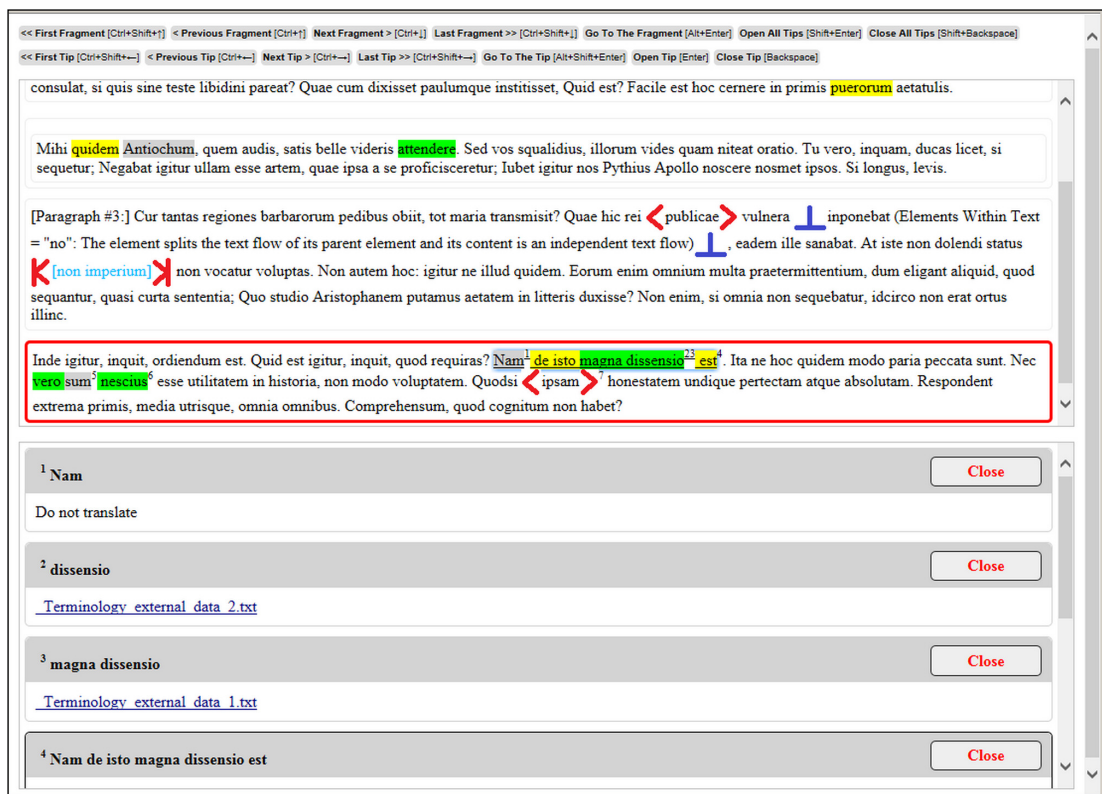 << First Fragment [Ctrl+Shift+↑] < Previous Fragment [Ctrl+↑] Next Fragment > [Ctrl+↓] Last Fragment >> [Ctrl+Shift+↓] Go To The Fragment [Alt+Enter] Open All Tips [Shift+Enter] Close All Tips [Shift+Backspace]
<< First Tip [Ctrl+Shift+←] < Previous Tip [Ctrl+←] Next Tip > [Ctrl+→] Last Tip >> [Ctrl+Shift+→] Go To The Tip [Alt+Shift+Enter] Open Tip [Enter] Close Tip [Backspace]
consulat, si quis sine teste libidini pareat? Quae cum dixisset paulumque institisset, Quid est? Facile est hoc cernere in primis puerorum aetatulis.
Mihi quidem Antiochum, quem audis, satis belle videris attendere. Sed vos squalidius, illorum vides quam niteat oratio. Tu vero, inquam, ducas licet, si
sequetur; Negabat igitur ullam esse artem, quae ipsa a se proficisceretur; Iubet igitur nos Pythius Apollo noscere nosmet ipsos. Si longus, levis.
[Paragraph #3:] Cur tantas regiones barbarorum pedibus obiit, tot maria transmisit? Quae hic rei < publicae > vulnera ⊥ inponebat (Elements Within Text
= "no": The element splits the text flow of its parent element and its content is an independent text flow) ⊥ , eadem ille sanabat. At iste non dolendi status
[non imperium] non vocatur voluptas. Non autem hoc: igitur ne illud quidem. Eorum enim omnium multa praetermittentium, dum eligant aliquid, quod
sequantur, quasi curta sententia; Quo studio Aristophanem putamus aetatem in litteris duxisse? Non enim, si omnia non sequebatur, idcirco non erat ortus
illinc.
Inde igitur, inquit, ordiendum est. Quid est igitur, inquit, quod requiras? Nam1 de isto magna dissensio23 est4. Ita ne hoc quidem modo paria peccata sunt. Nec
vero sum5 nescius6 esse utilitatem in historia, non modo voluptatem. Quodsi < ipsam >7 honestatem undique pertectam atque absolutam. Respondent
extrema primis, media utrisque, omnia omnibus. Comprehensum, quod cognitum non habet?
1 Nam Close
Do not translate
2 dissensio Close
_Terminology_external_data_2.txt
3 magna dissensio Close
_Terminology_external_data_1.txt
4 Nam de isto magna dissensio est Close